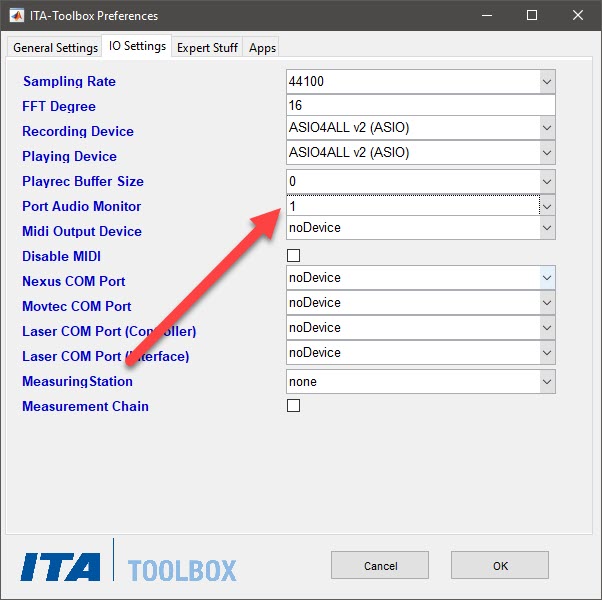 ITA-Toolbox Preferences
General Settings IO Settings Expert Stuff Apps
Sampling Rate 44100
FFT Degree 16
Recording Device ASIO4ALL v2 (ASIO)
Playing Device ASIO4ALL v2 (ASIO)
Playrec Buffer Size 0
Port Audio Monitor 1
Midi Output Device noDevice
Disable MIDI
Nexus COM Port noDevice
Movtec COM Port noDevice
Laser COM Port (Controller) noDevice
Laser COM Port (Interface) noDevice
MeasuringStation none
Measurement Chain
ITA TOOLBOX Cancel OK